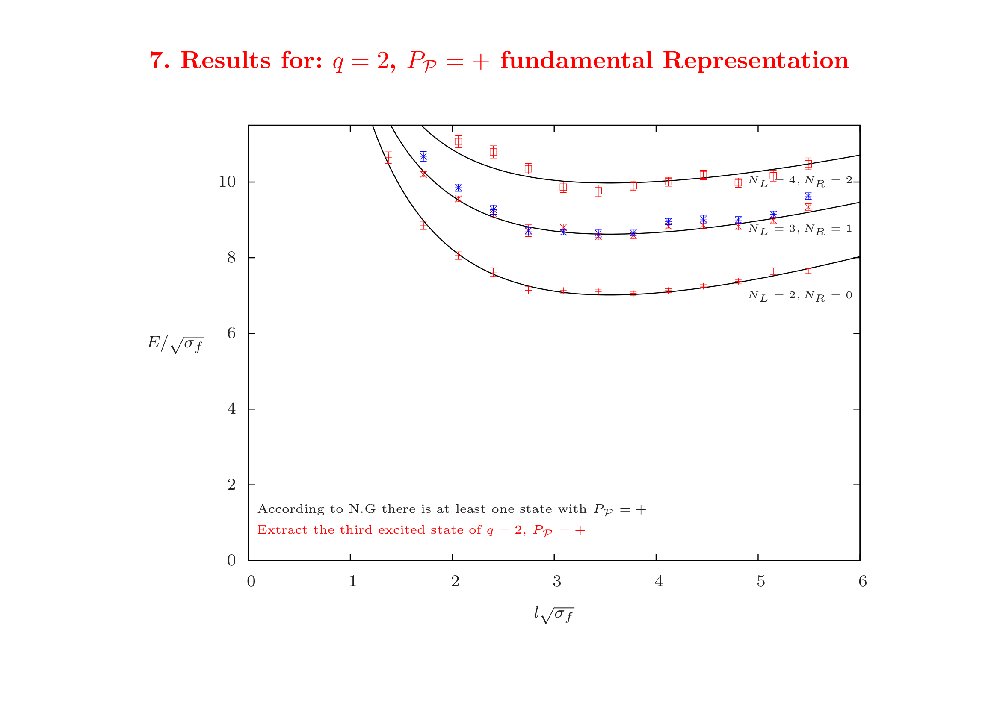 7. Results for: q = 2, P_𝒫 = + fundamental Representation
10
8
6
4
2
0
E/√σ_f
N_L = 4, N_R = 2
N_L = 3, N_R = 1
N_L = 2, N_R = 0
According to N.G there is at least one state with P_𝒫 = +
Extract the third excited state of q = 2, P_𝒫 = +
0 1 2 3 4 5 6
l√σ_f